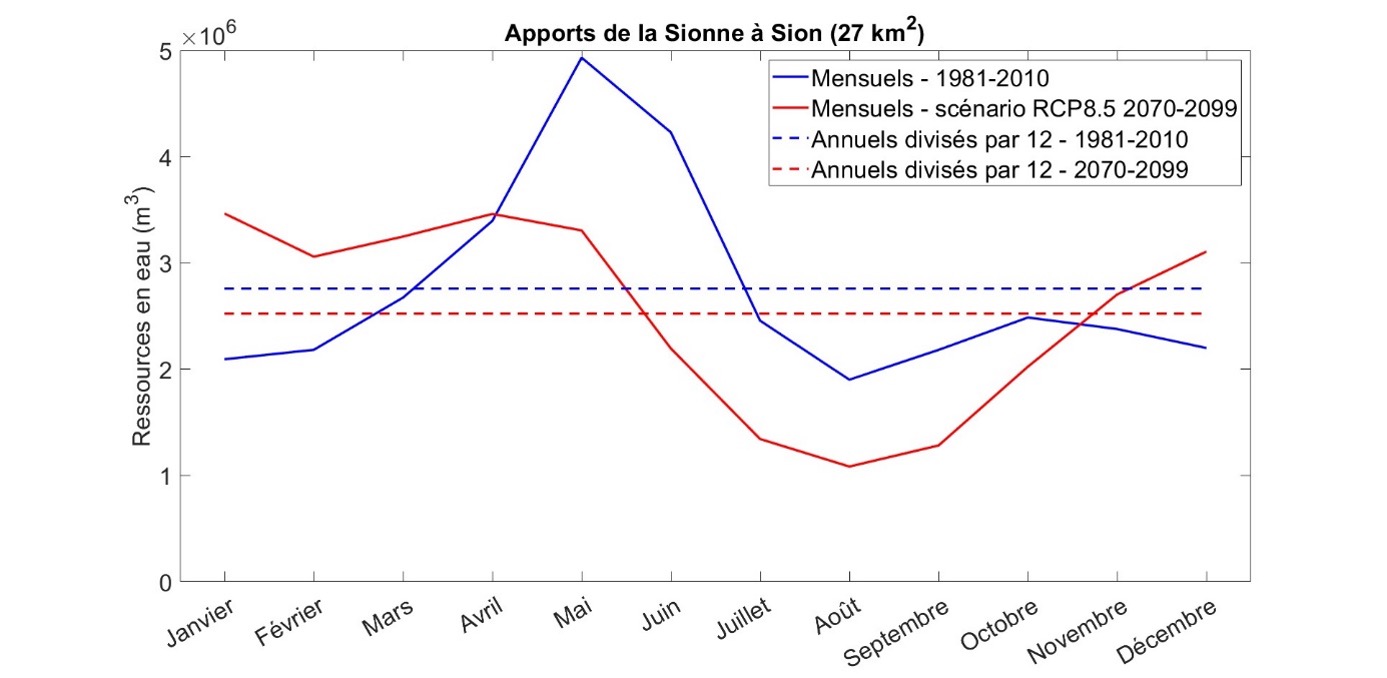 Apports de la Sionne à Sion (27 km²)
×10⁶
Mensuels - 1981-2010
Mensuels - scénario RCP8.5 2070-2099
Annuels divisés par 12 - 1981-2010
Annuels divisés par 12 - 2070-2099
Ressources en eau (m³)
5
4
3
2
1
0
Janvier
Février
Mars
Avril
Mai
Juin
Juillet
Août
Septembre
Octobre
Novembre
Décembre